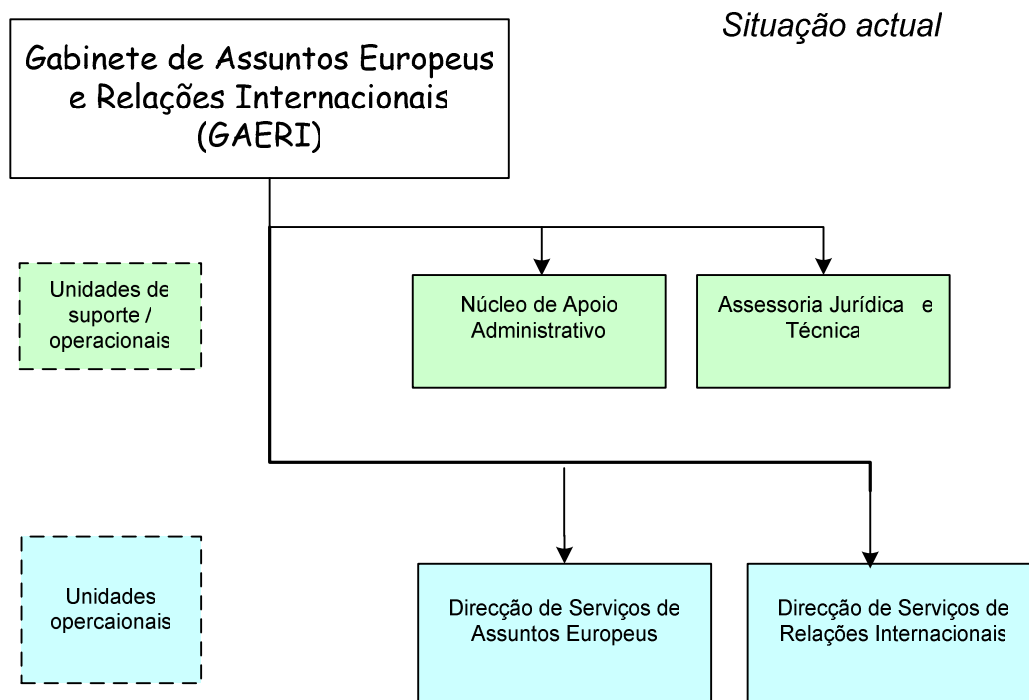 Situação actual
Gabinete de Assuntos Europeus
e Relações Internacionais
(GAERI)
Unidades de
suporte /
operacionais
Núcleo de Apoio
Administrativo
Assessoria Jurídica e
Técnica
Unidades
opercaionais
Direcção de Serviços de
Assuntos Europeus
Direcção de Serviços de
Relações Internacionais